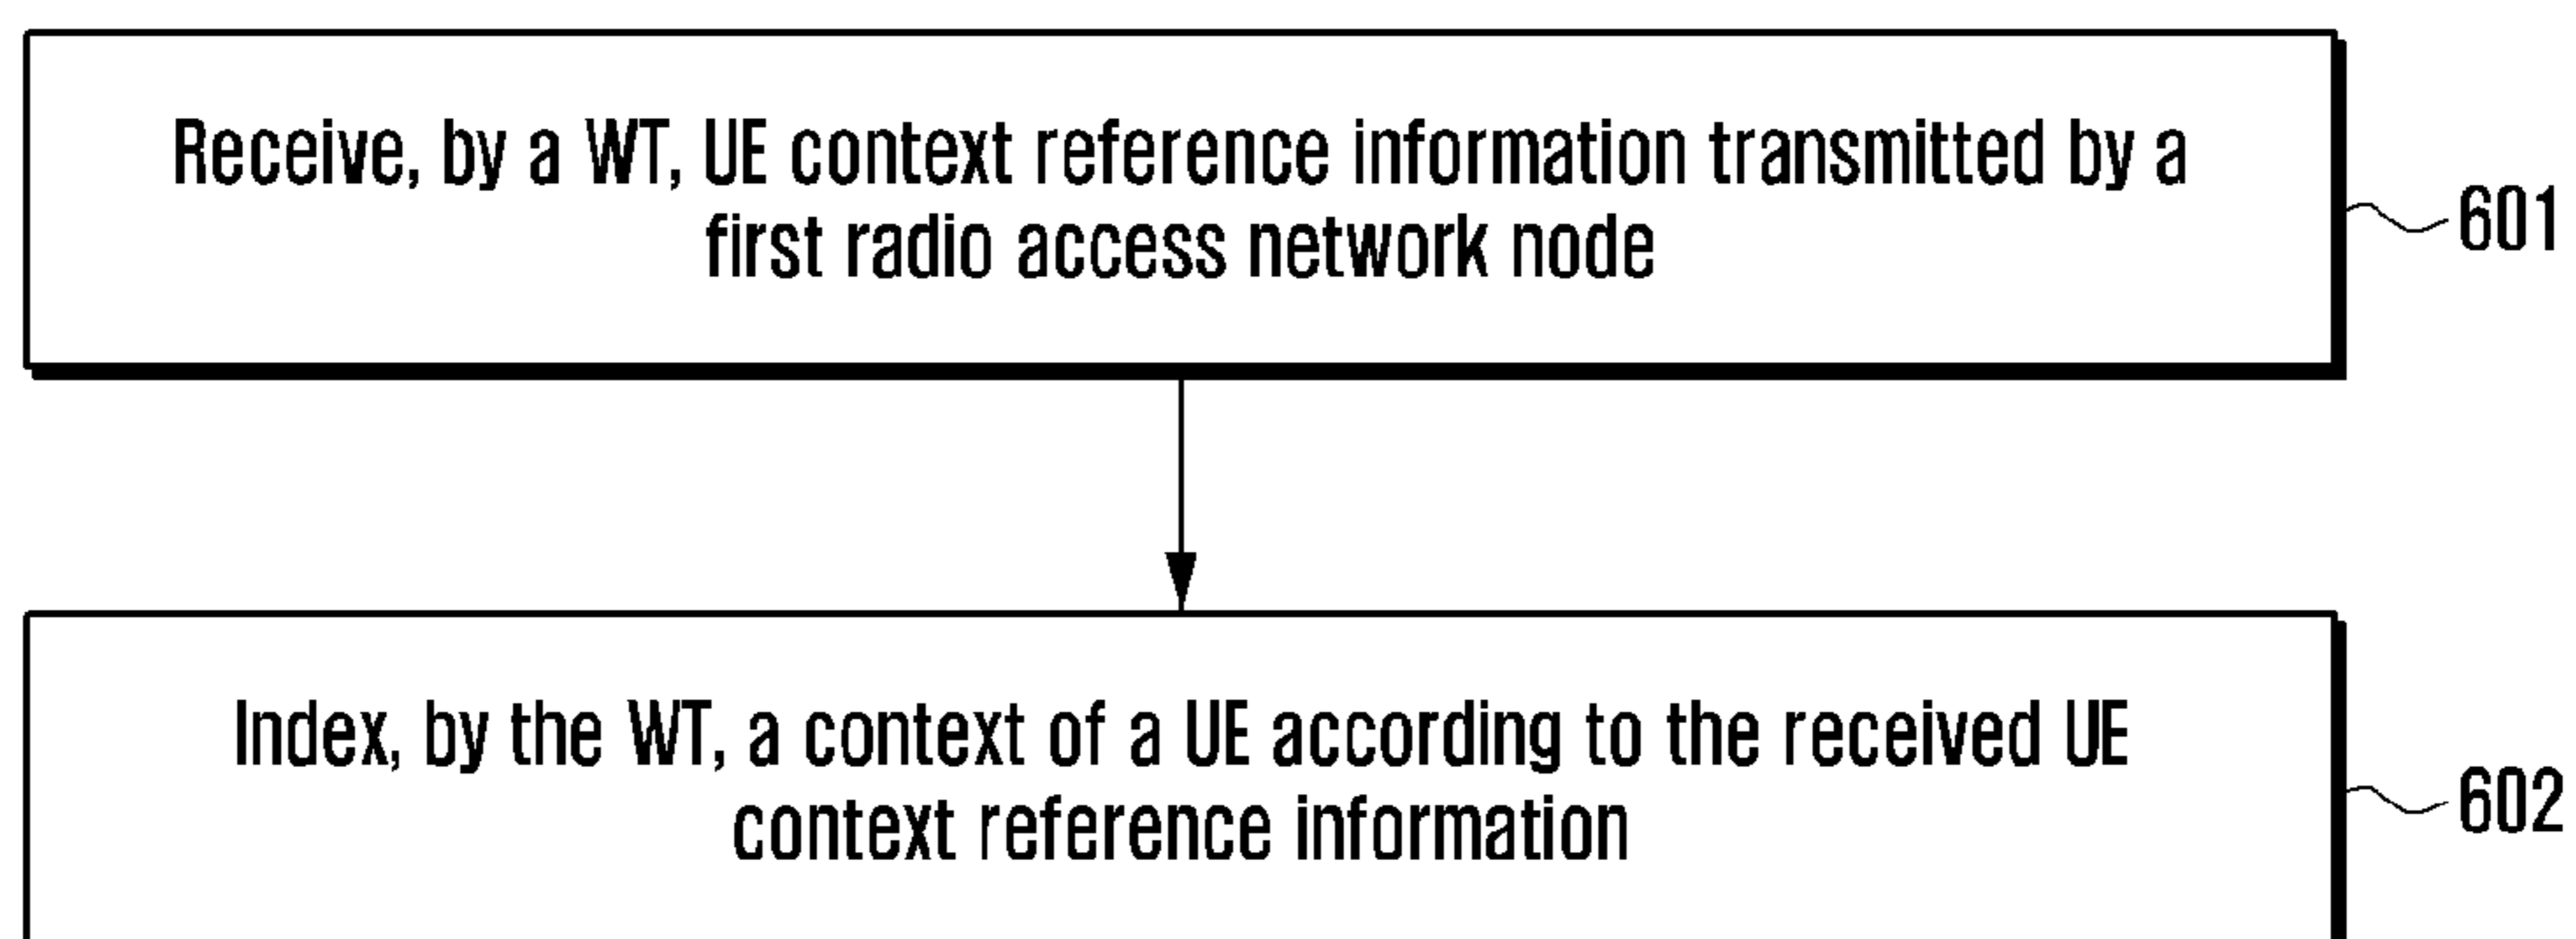 Receive, by a WT, UE context reference information transmitted by a
first radio access network node
601
Index, by the WT, a context of a UE according to the received UE
context reference information
602